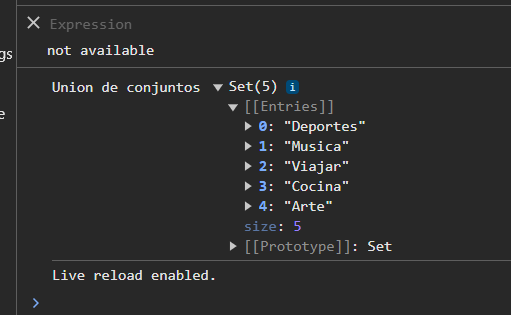 Expression
not available
gs
e
Union de conjuntos Set(5) i
[[Entries]]
0: "Deportes"
1: "Musica"
2: "Viajar"
3: "Cocina"
4: "Arte"
size: 5
[[Prototype]]: Set
Live reload enabled.